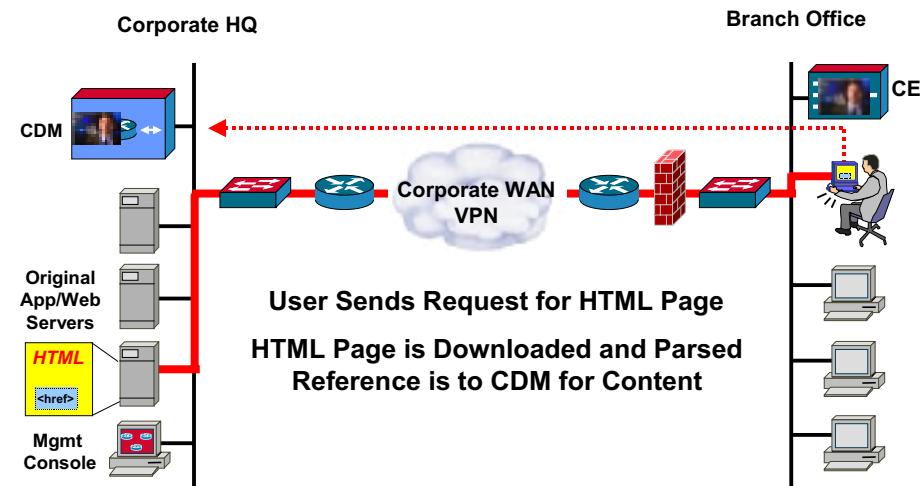 Corporate HQ
Branch Office
CDM
CE
Corporate WAN
VPN
Original
App/Web
Servers
User Sends Request for HTML Page
HTML Page is Downloaded and Parsed
Reference is to CDM for Content
HTML
<href>
Mgmt
Console